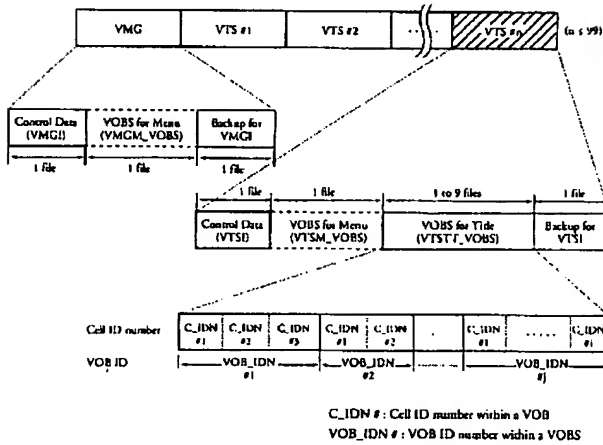 VMG VTS #1 VTS #2 ..... VTS #n (n ≤ 99)
Control Data VOBS for Menu Backup for
(VMGI) (VMGM_VOBS) VMGI
1 file 1 file 1 file
1 file 1 file 1 to 9 files 1 file
Control Data VOBS for Menu VOBS for Title Backup for
(VTSI) (VTSM_VOBS) (VTSTT_VOBS) VTSI
Cell ID number C_IDN C_IDN C_IDN C_IDN C_IDN . C_IDN ..... C_IDN
#1 #2 #3 #1 #2 #1 #i
VOB ID VOB_IDN VOB_IDN ........ VOB_IDN
#1 #2 #j
C_IDN # : Cell ID number within a VOB
VOB_IDN # : VOB ID number within a VOBS